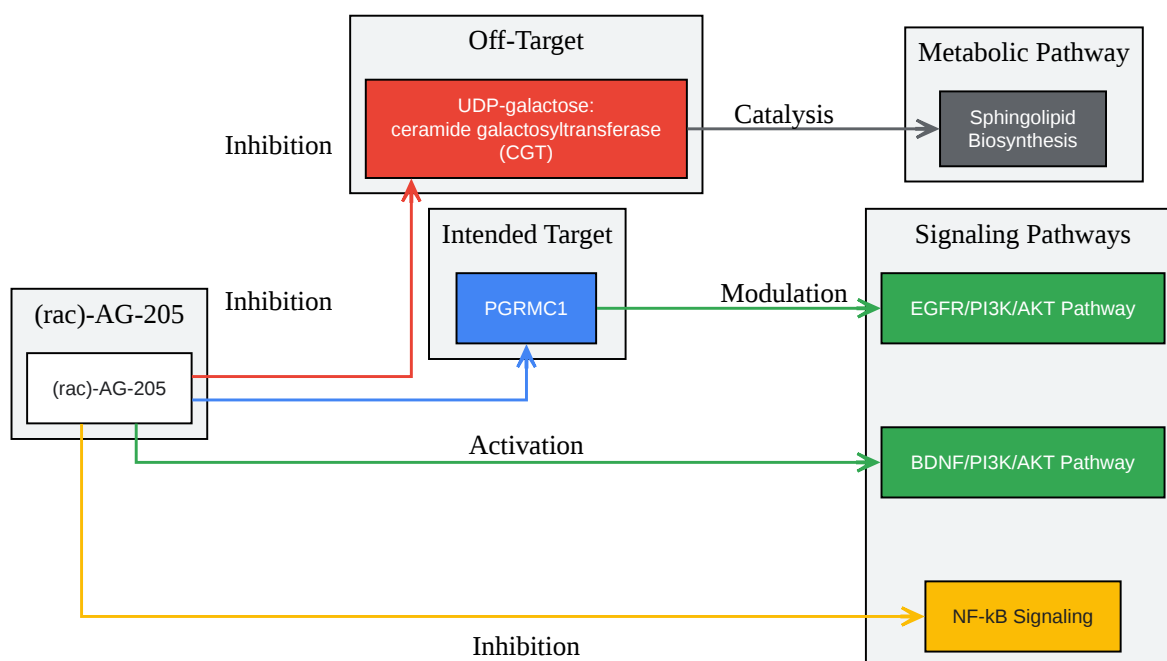 Off-Target
Metabolic Pathway
UDP-galactose:
ceramide galactosyltransferase
(CGT)
Catalysis
Sphingolipid
Biosynthesis
Inhibition
Intended Target
Signaling Pathways
Inhibition
PGRMC1
Modulation
EGFR/PI3K/AKT Pathway
(rac)-AG-205
(rac)-AG-205
Activation
BDNF/PI3K/AKT Pathway
NF-kB Signaling
Inhibition